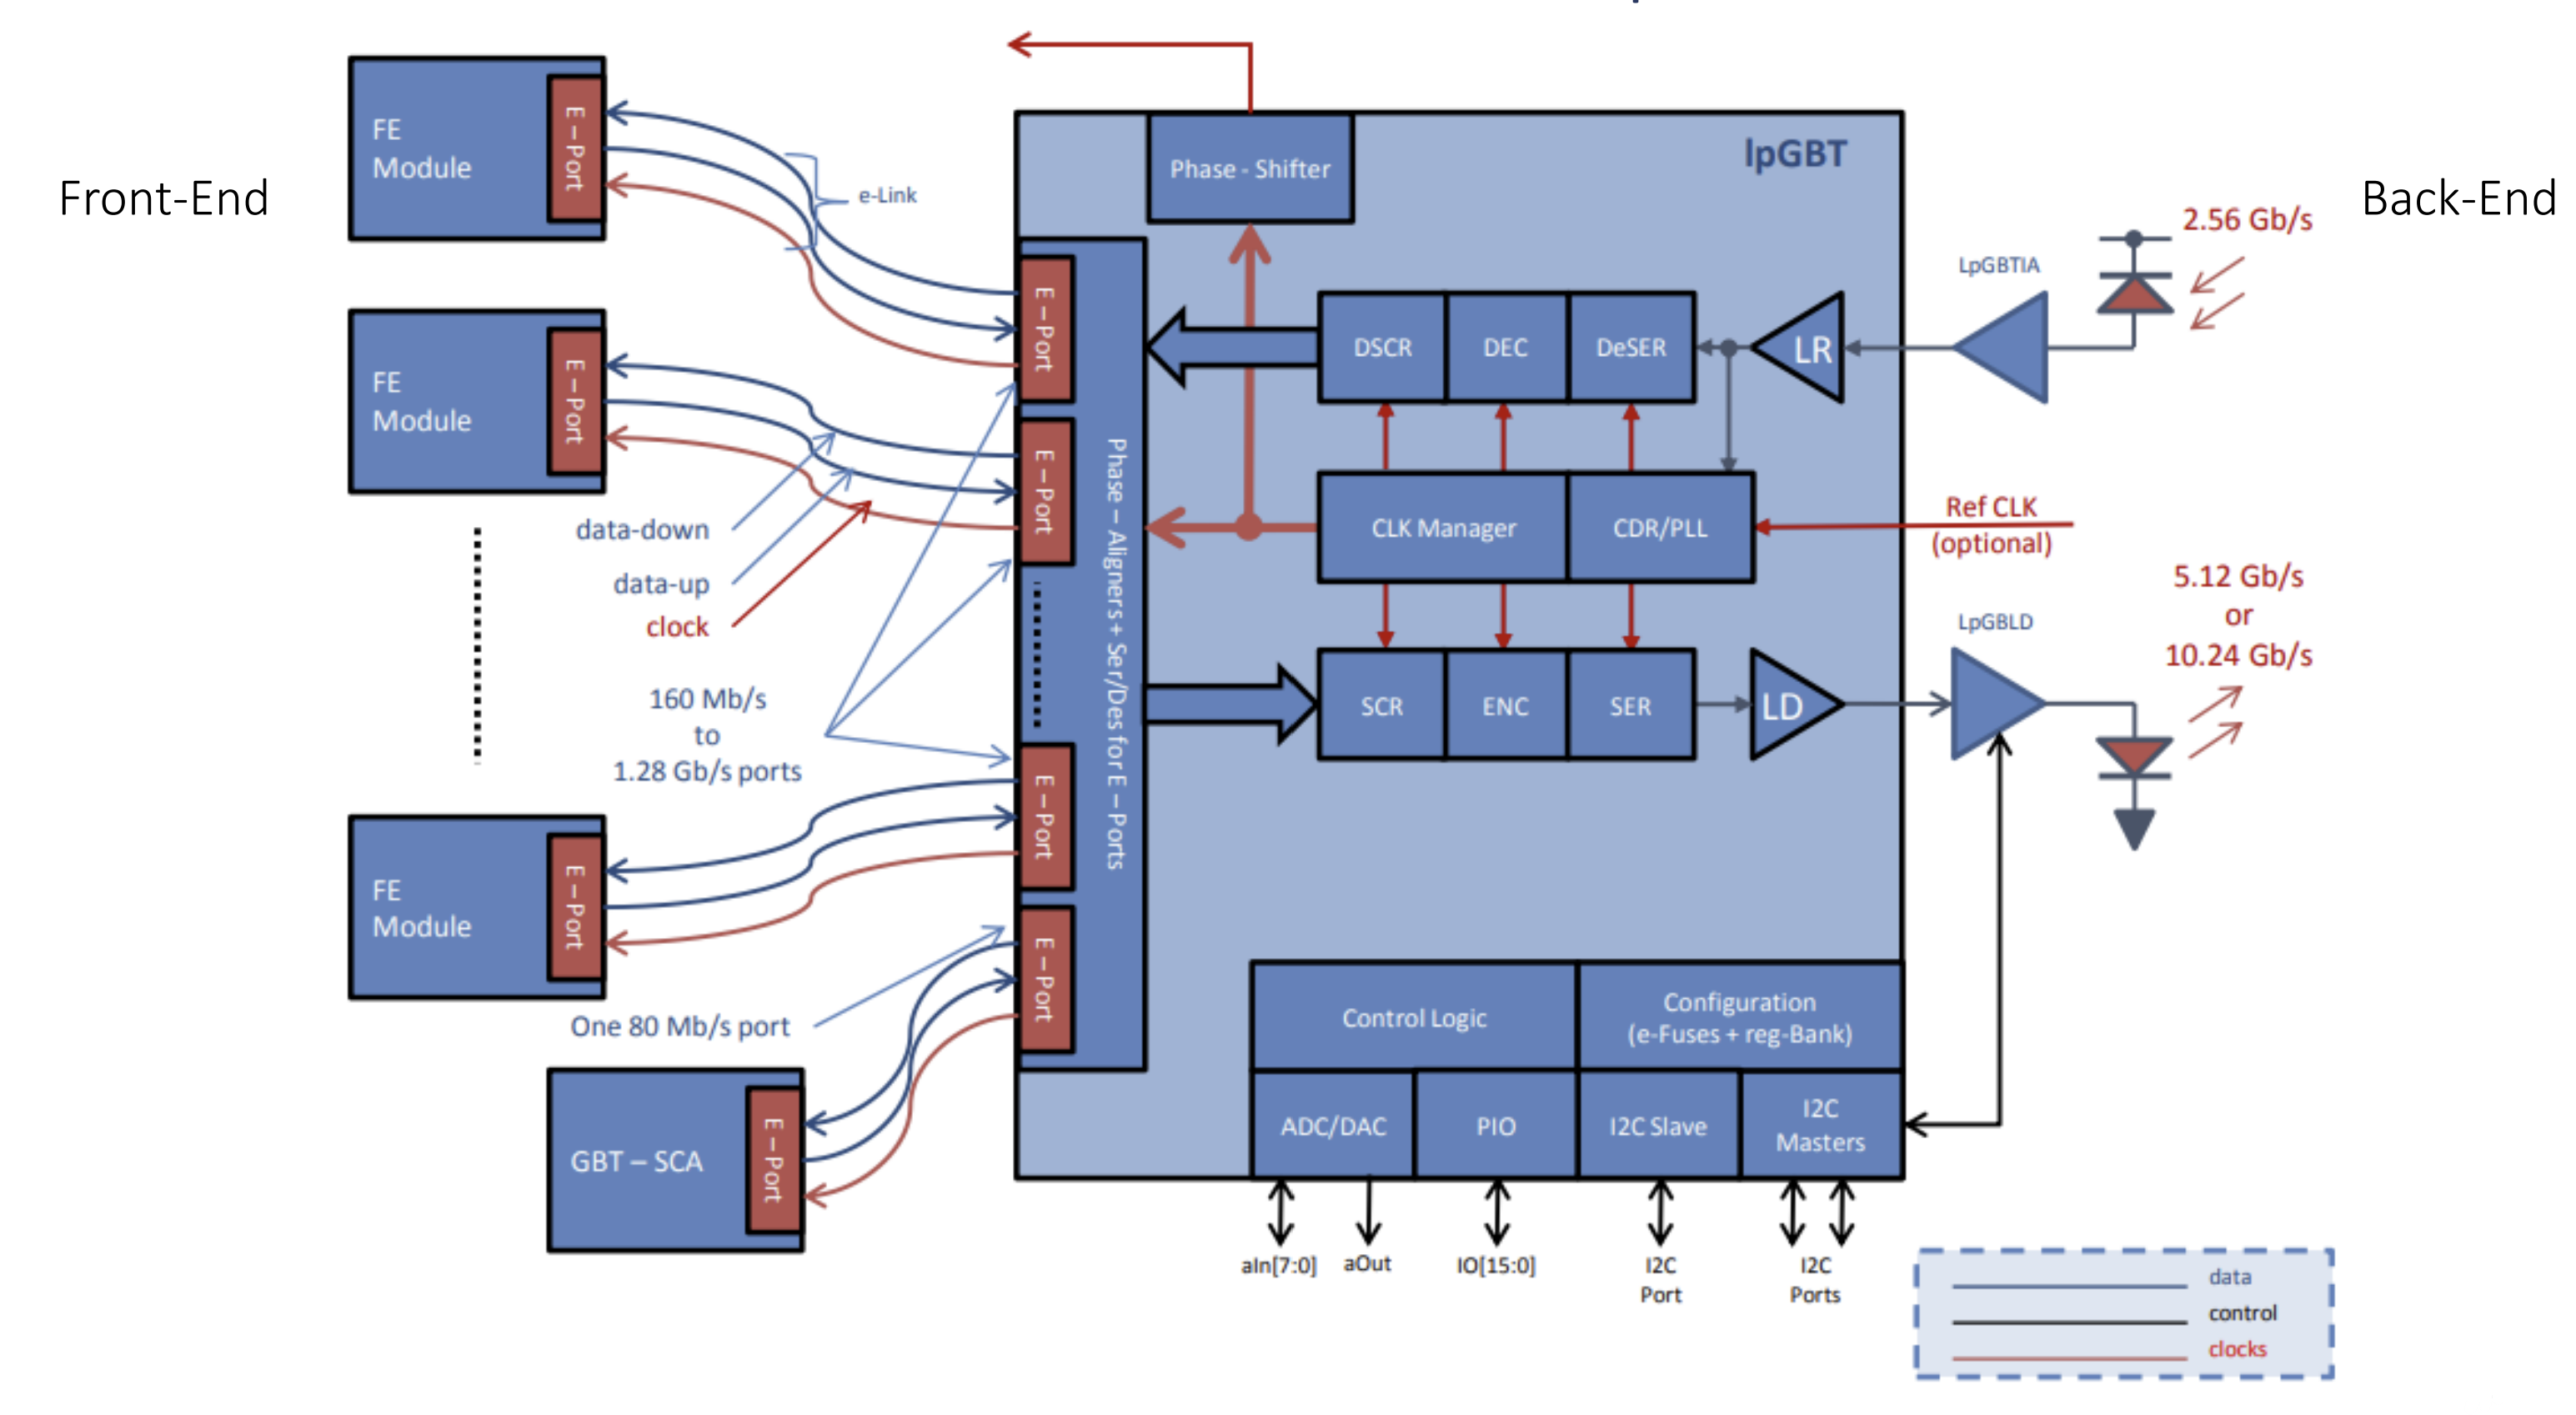 Front-End
Back-End
FE
Module
E – Port
FE
Module
E – Port
FE
Module
E – Port
GBT – SCA
E – Port
e-Link
data-down
data-up
clock
160 Mb/s
to
1.28 Gb/s ports
One 80 Mb/s port
E – Port
E – Port
E – Port
E – Port
Phase – Aligners + Ser/Des for E – Ports
Phase - Shifter
lpGBT
DSCR
DEC
DeSER
LR
CLK Manager
CDR/PLL
SCR
ENC
SER
LD
LpGBTIA
2.56 Gb/s
Ref CLK
(optional)
LpGBLD
5.12 Gb/s
or
10.24 Gb/s
Control Logic
Configuration
(e-Fuses + reg-Bank)
ADC/DAC
PIO
I2C Slave
I2C
Masters
aIn[7:0]
aOut
IO[15:0]
I2C
Port
I2C
Ports
data
control
clocks